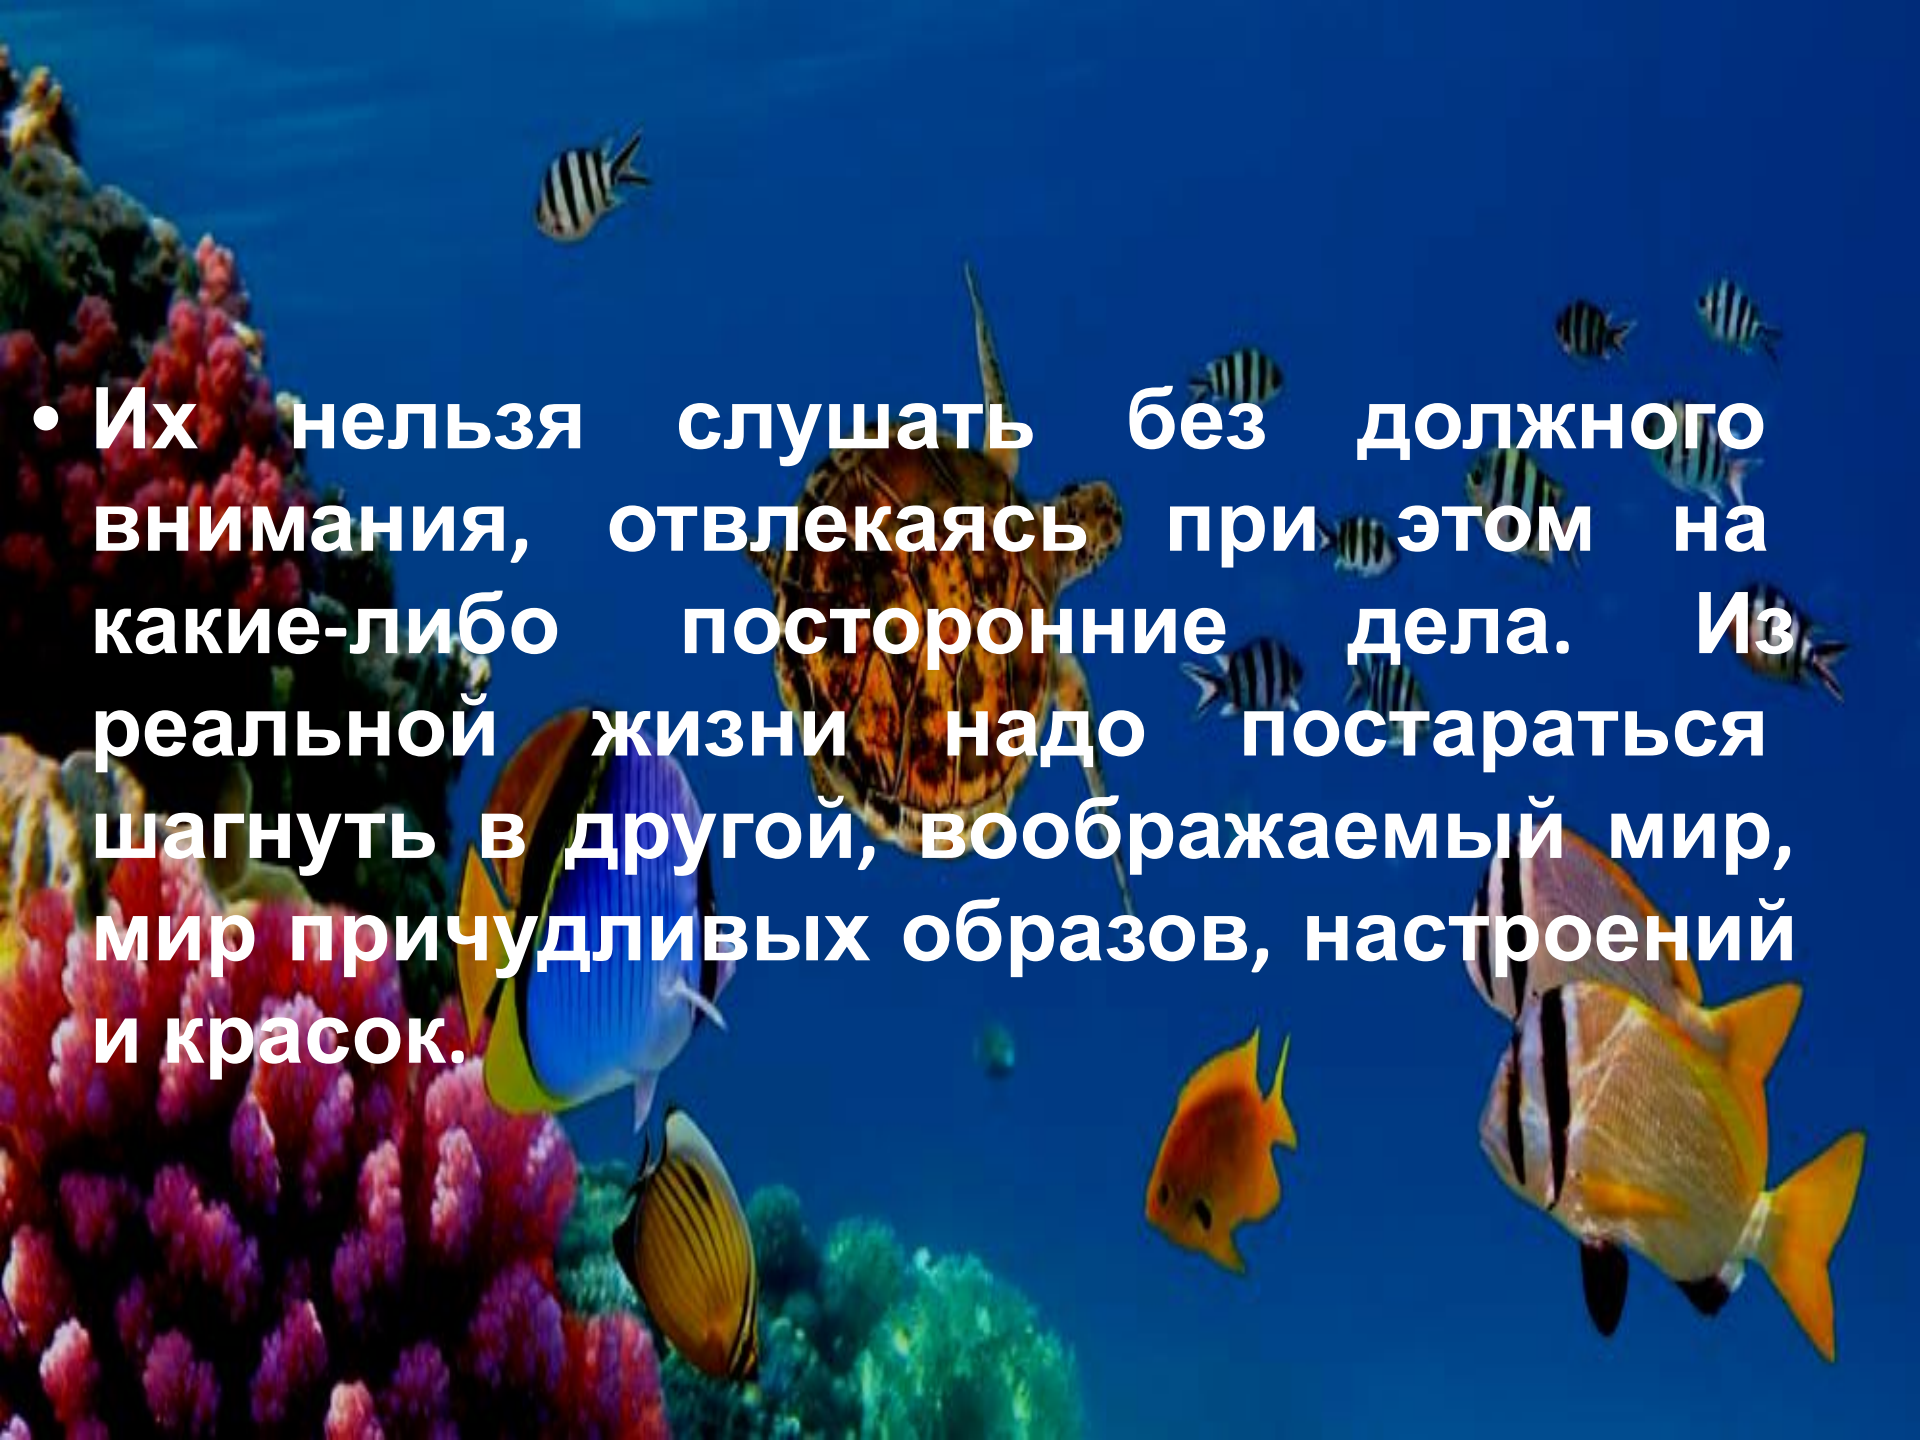 • Их нельзя слушать без должного
внимания, отвлекаясь при этом на
какие-либо посторонние дела. Из
реальной жизни надо постараться
шагнуть в другой, воображаемый мир,
мир причудливых образов, настроений
и красок.